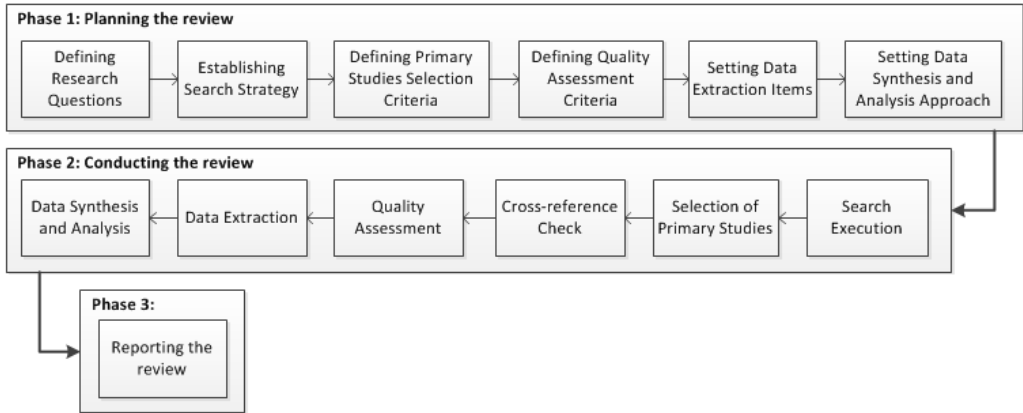 Phase 1: Planning the review
Defining
Research
Questions
Establishing
Search Strategy
Defining Primary
Studies Selection
Criteria
Defining Quality
Assessment
Criteria
Setting Data
Extraction Items
Setting Data
Synthesis and
Analysis Approach
Phase 2: Conducting the review
Data Synthesis
and Analysis
Data Extraction
Quality
Assessment
Cross-reference
Check
Selection of
Primary Studies
Search
Execution
Phase 3:
Reporting the
review